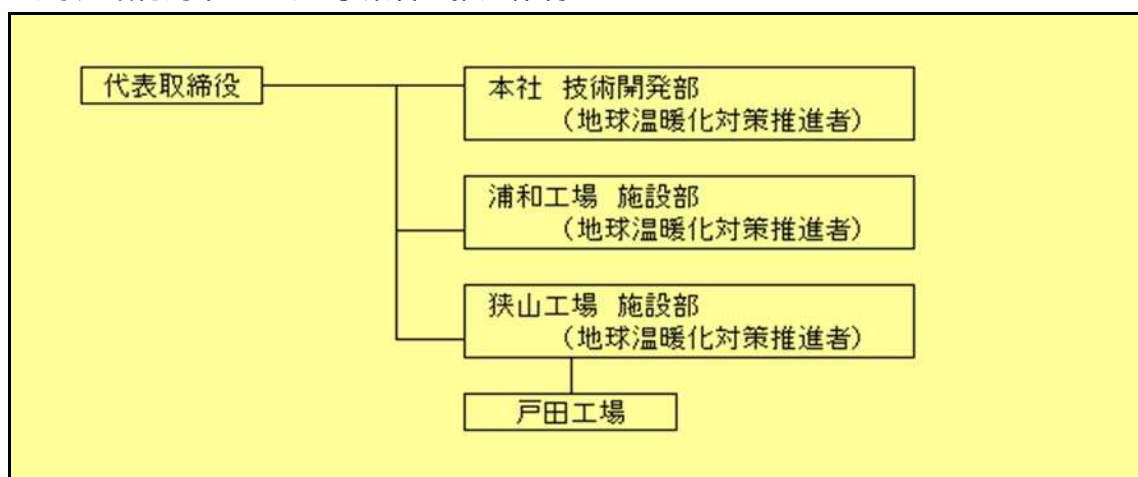 代表取締役
本社 技術開発部
(地球温暖化対策推進者)
浦和工場 施設部
(地球温暖化対策推進者)
狭山工場 施設部
(地球温暖化対策推進者)
戸田工場